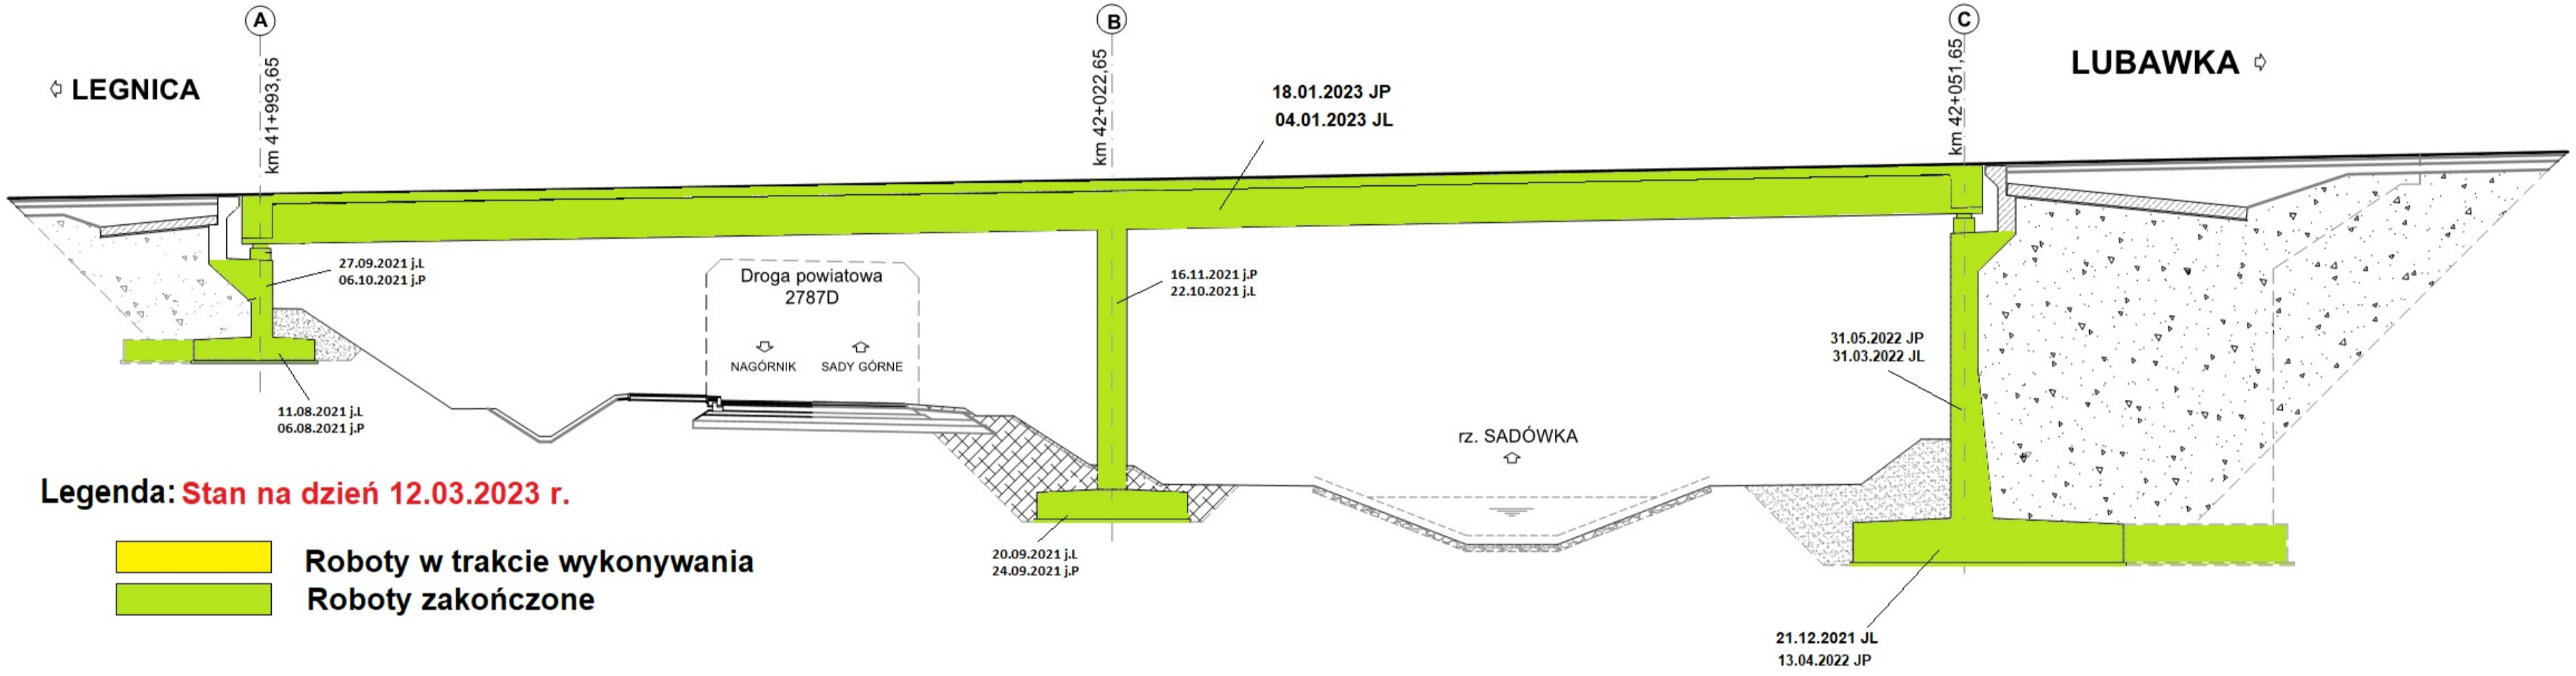 A
B
C
km 41+993,65
km 42+022,65
km 42+051,65
LEGNICA
LUBAWKA
18.01.2023 JP
04.01.2023 JL
27.09.2021 j.L
06.10.2021 j.P
Droga powiatowa
2787D
NAGÓRNIK SADY GÓRNE
16.11.2021 j.P
22.10.2021 j.L
31.05.2022 JP
31.03.2022 JL
11.08.2021 j.L
06.08.2021 j.P
rz. SADÓWKA
20.09.2021 j.L
24.09.2021 j.P
21.12.2021 JL
13.04.2022 JP
Legenda: Stan na dzień 12.03.2023 r.
Roboty w trakcie wykonywania
Roboty zakończone